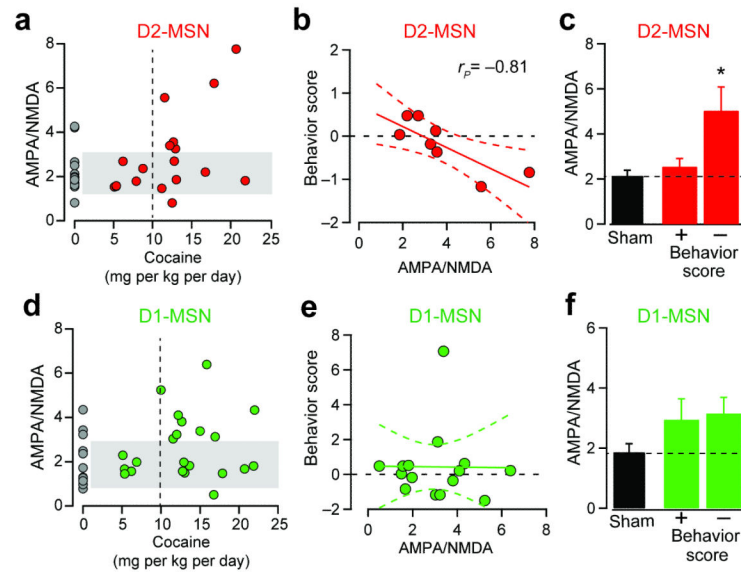 a
D2-MSN
AMPA/NMDA
8
6
4
2
0
0
5
10
15
20
25
Cocaine
(mg per kg per day)
b
D2-MSN
rP= –0.81
Behavior score
2
1
0
−1
−2
0
2
4
6
8
AMPA/NMDA
c
D2-MSN
*
AMPA/NMDA
8
6
4
2
0
Sham
+
−
Behavior
score
d
D1-MSN
AMPA/NMDA
8
6
4
2
0
0
5
10
15
20
25
Cocaine
(mg per kg per day)
e
D1-MSN
Behavior score
8
6
4
2
0
−2
0
2
4
6
8
AMPA/NMDA
f
D1-MSN
AMPA/NMDA
6
4
2
0
Sham
+
−
Behavior
score